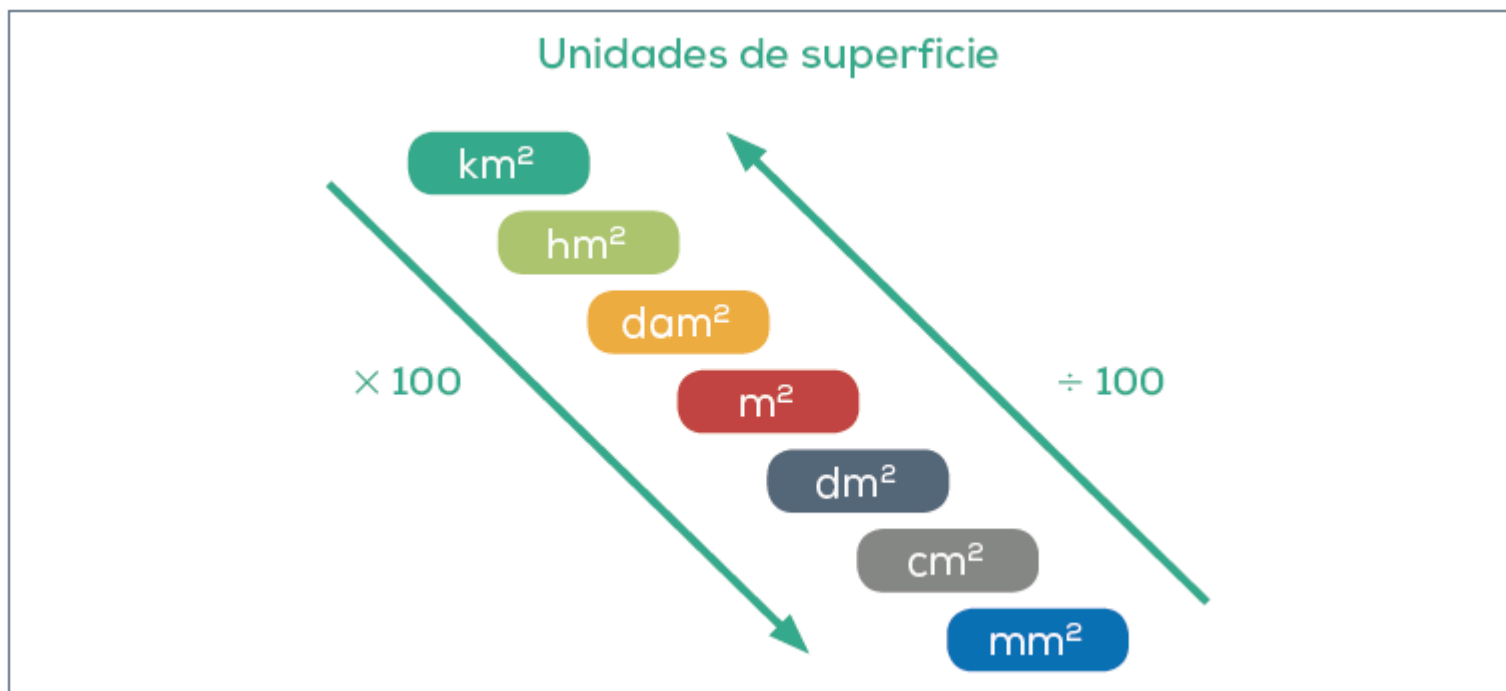 Unidades de superficie
km²
hm²
dam²
× 100
÷ 100
m²
dm²
cm²
mm²